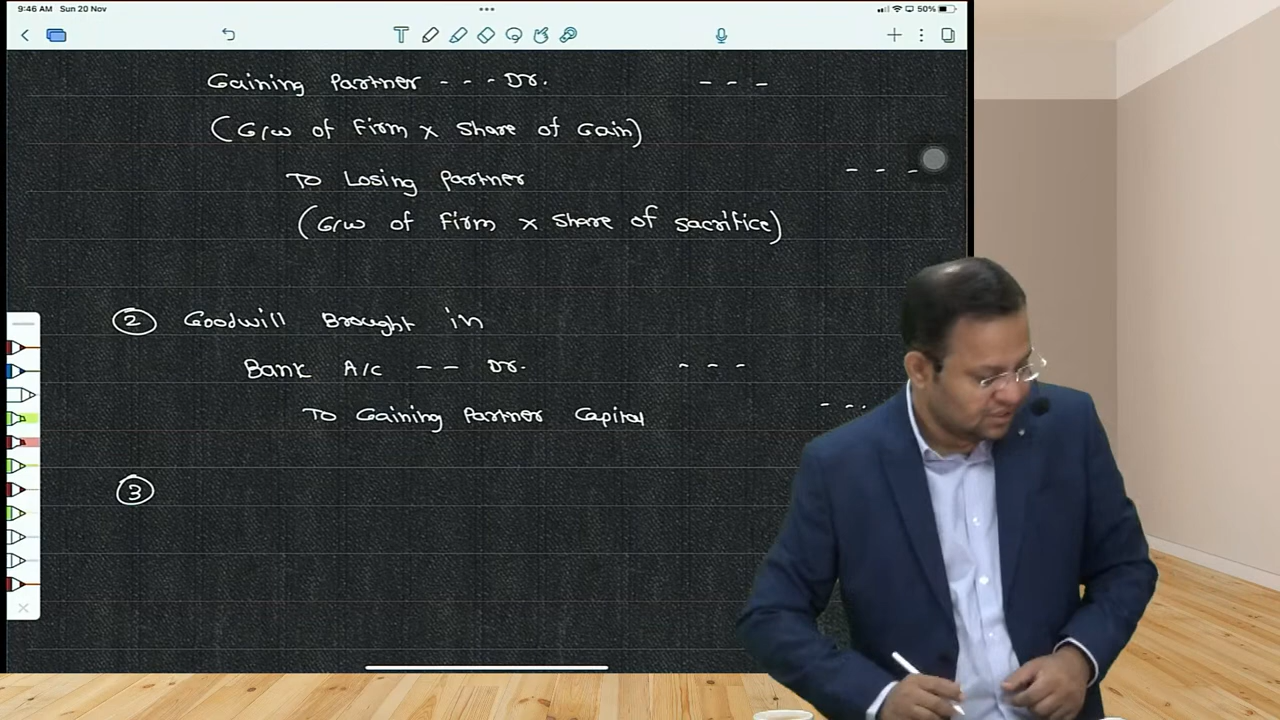 9:46 AM Sun 20 Nov
50%
Gaining Partner - - - Dr. - - -
(G/w of Firm x Share of Gain)
To Losing Partner - - -
(G/w of Firm x Share of sacrifice)
2 Goodwill Brought in
Bank A/c - - Dr. - - -
To Gaining Partner Capital - - -
3